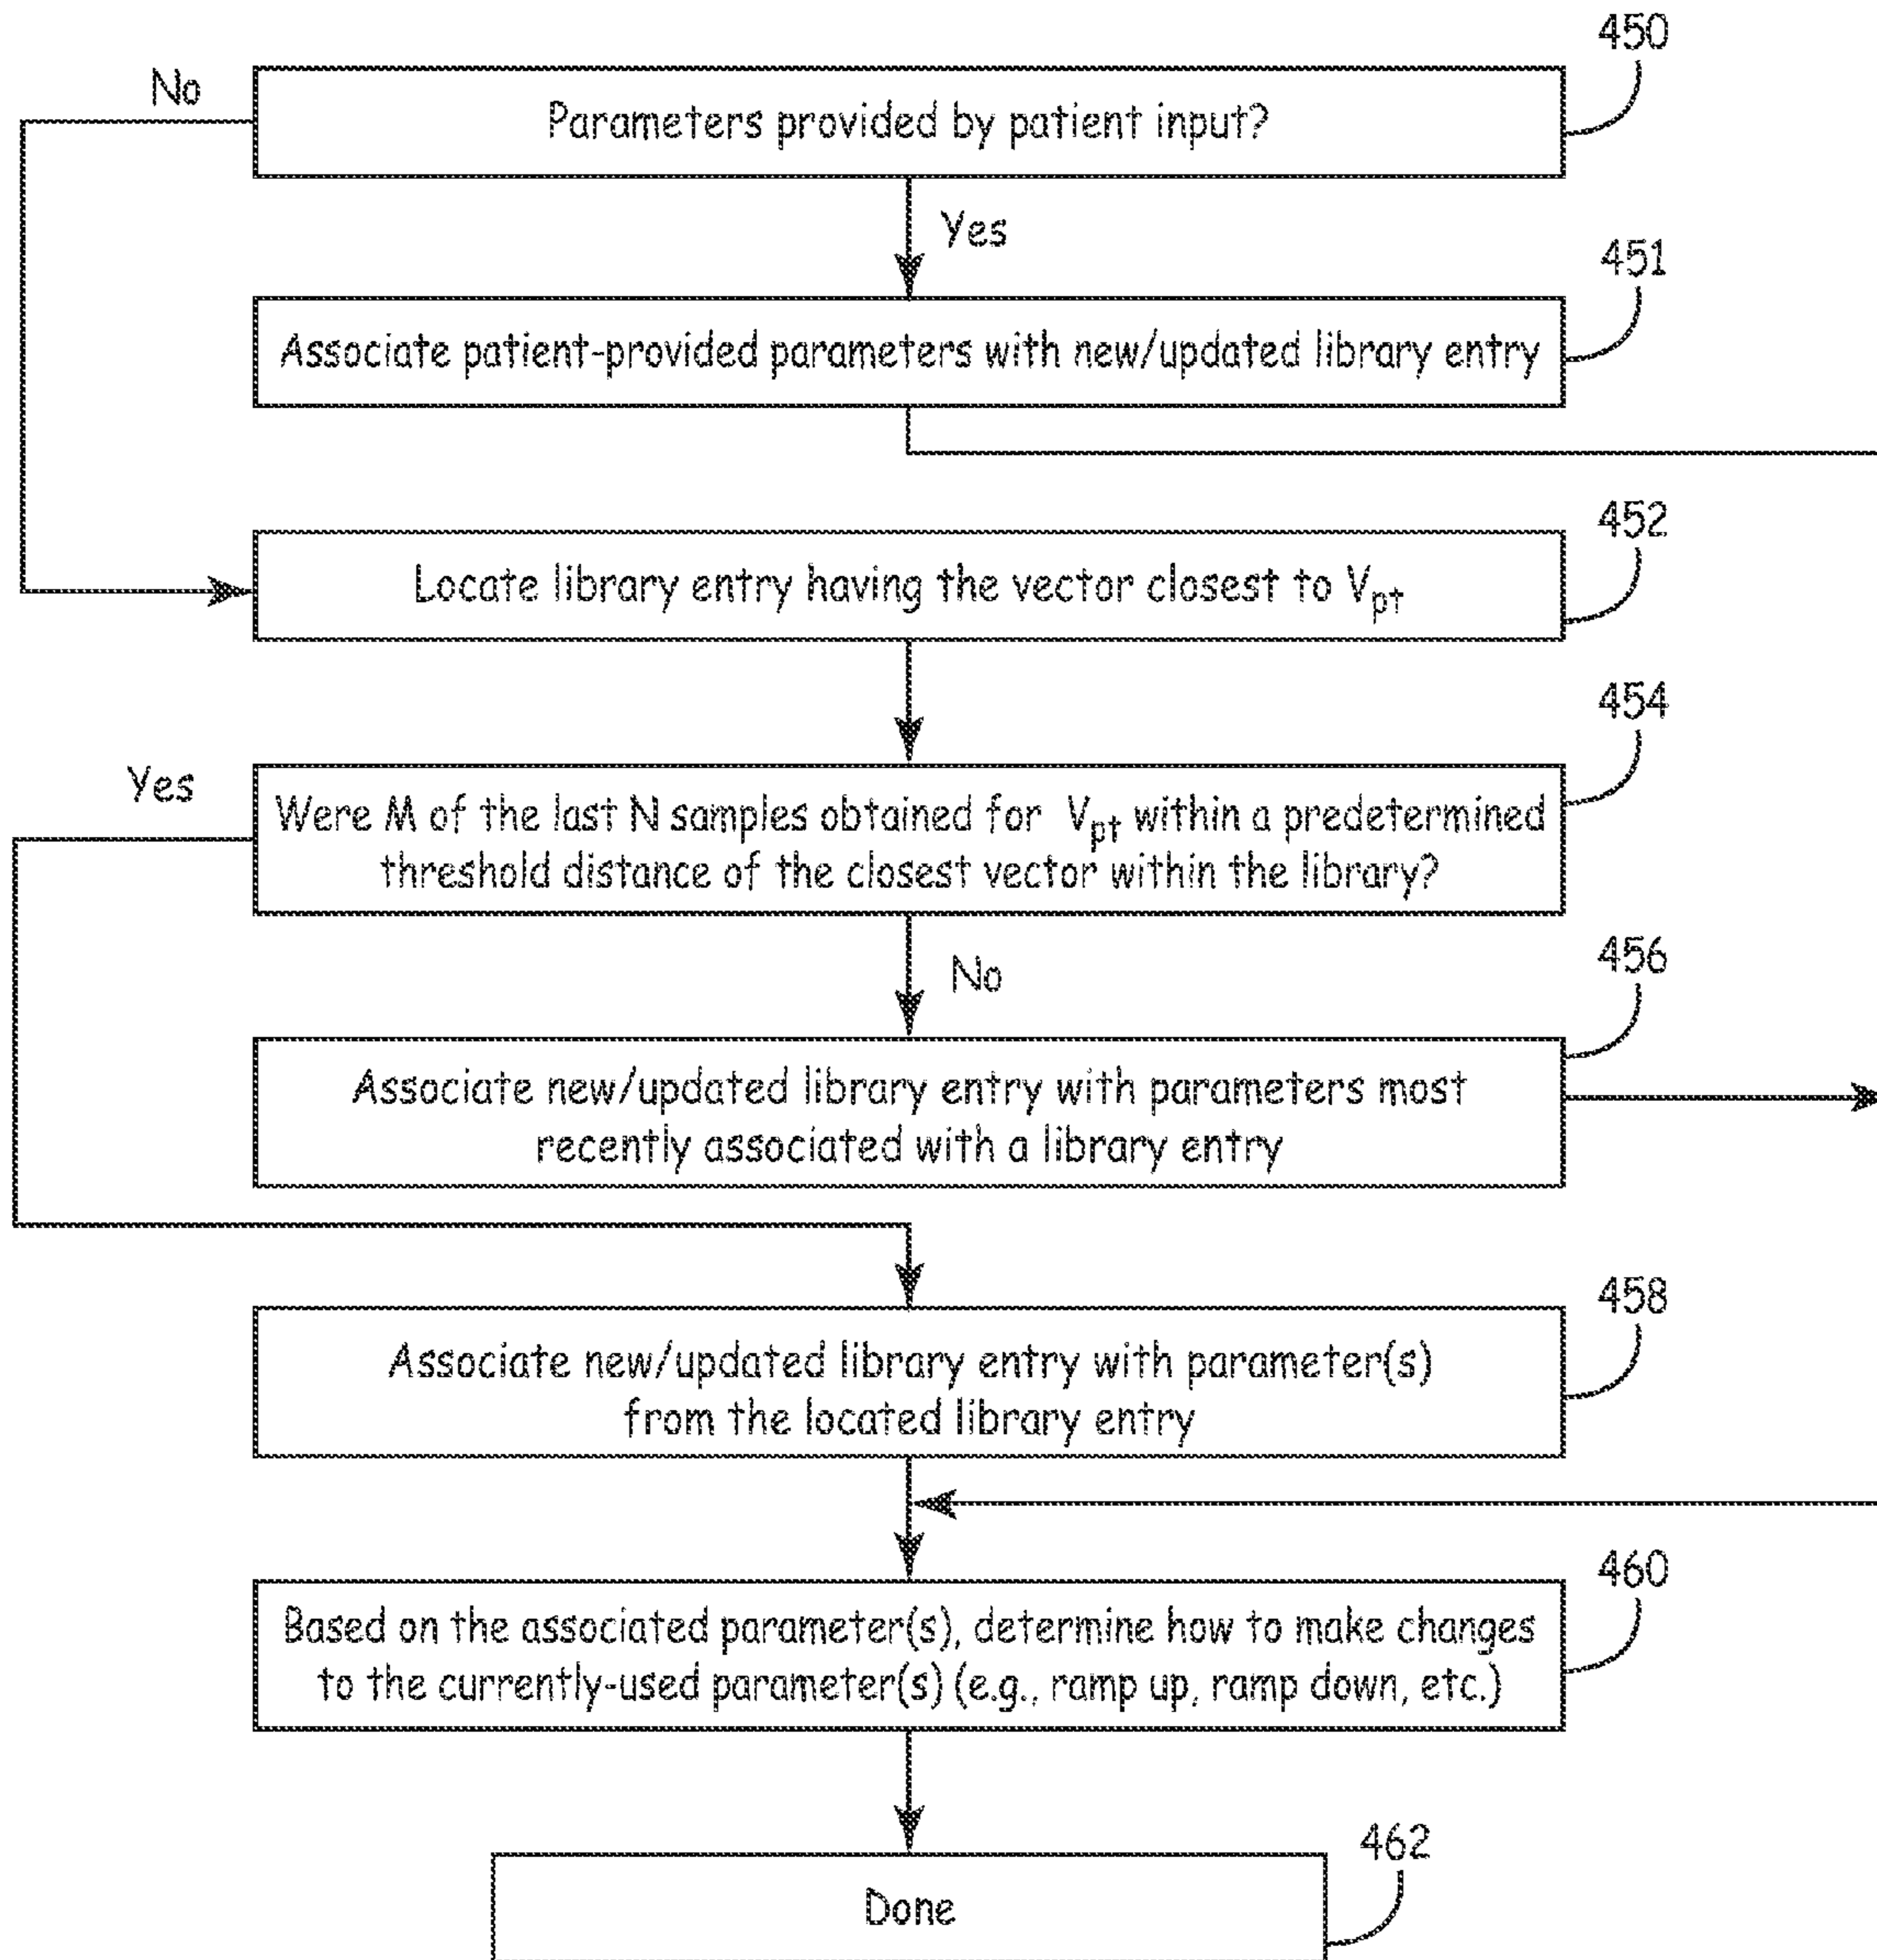 450
No
Parameters provided by patient input?
Yes
451
Associate patient-provided parameters with new/updated library entry
452
Locate library entry having the vector closest to Vpt
454
Yes
Were M of the last N samples obtained for Vpt within a predetermined
threshold distance of the closest vector within the library?
No
456
Associate new/updated library entry with parameters most
recently associated with a library entry
458
Associate new/updated library entry with parameter(s)
from the located library entry
460
Based on the associated parameter(s), determine how to make changes
to the currently-used parameter(s) (e.g., ramp up, ramp down, etc.)
462
Done